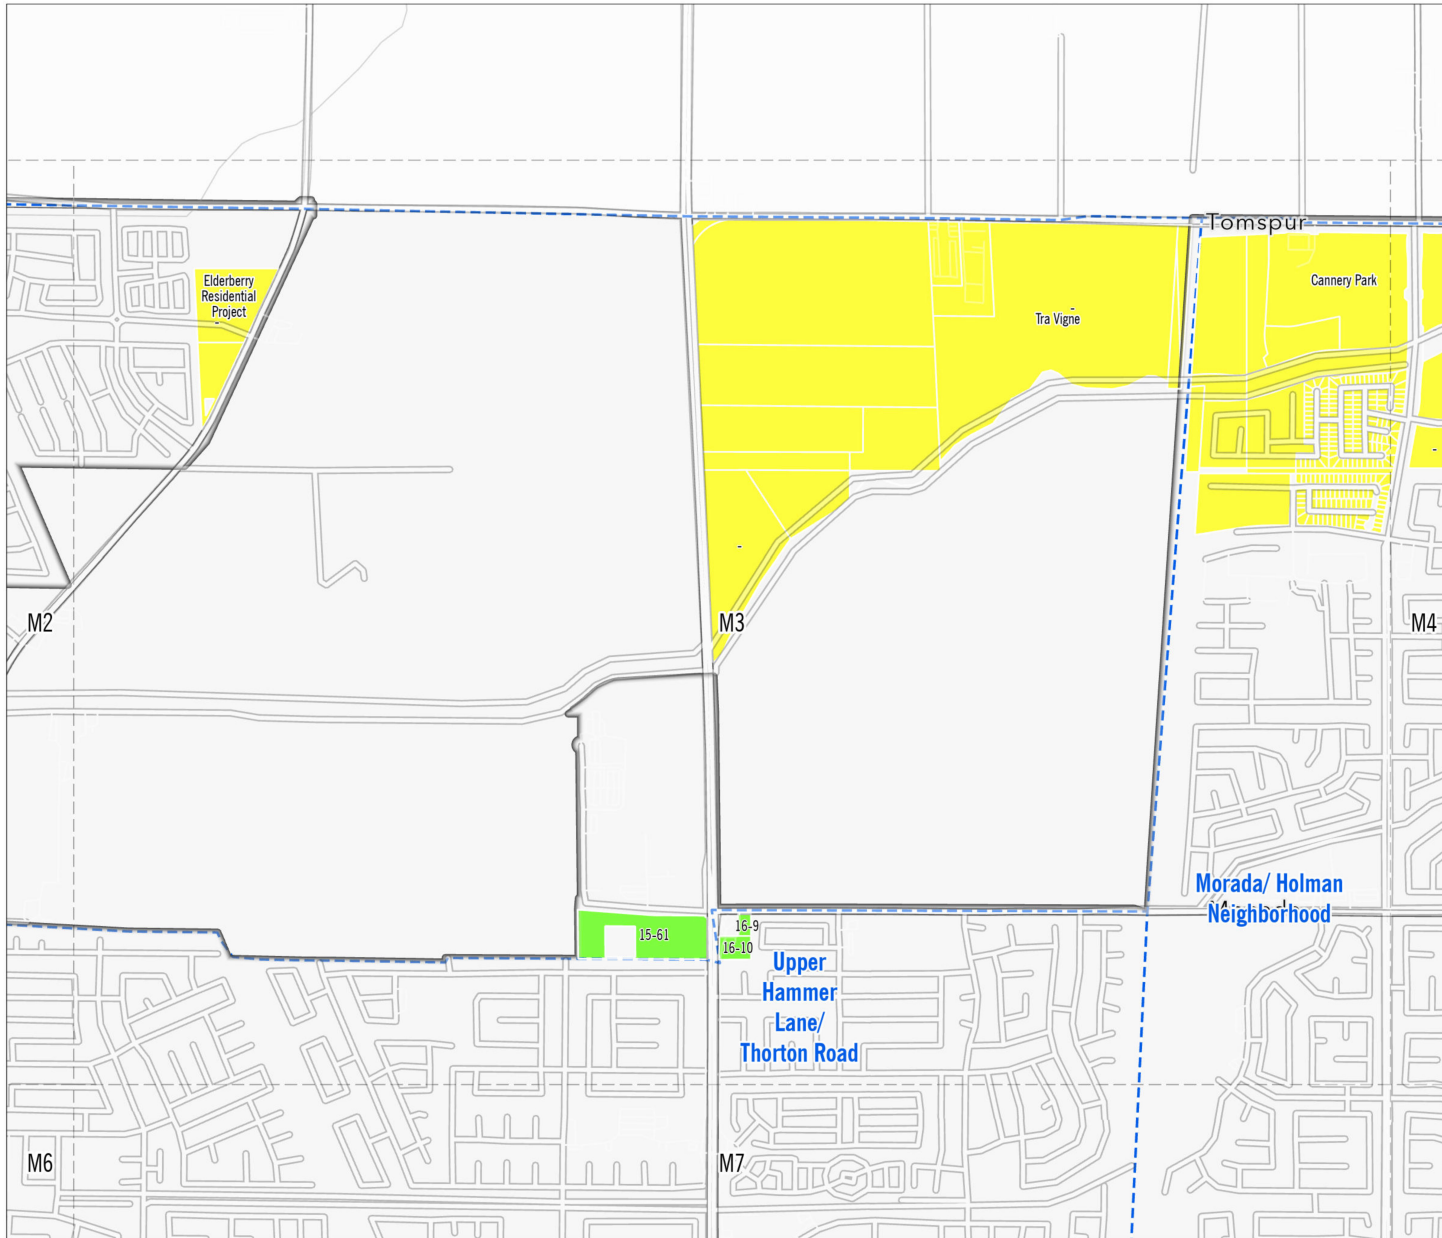 Tomspur
Elderberry
Residential
Project
-
Cannery Park
-
Tra Vigne
-
-
M2
M3
M4
Morada/ Holman
Neighborhood
15-61
16-9
16-10
Upper
Hammer
Lane/
Thorton Road
M6
M7